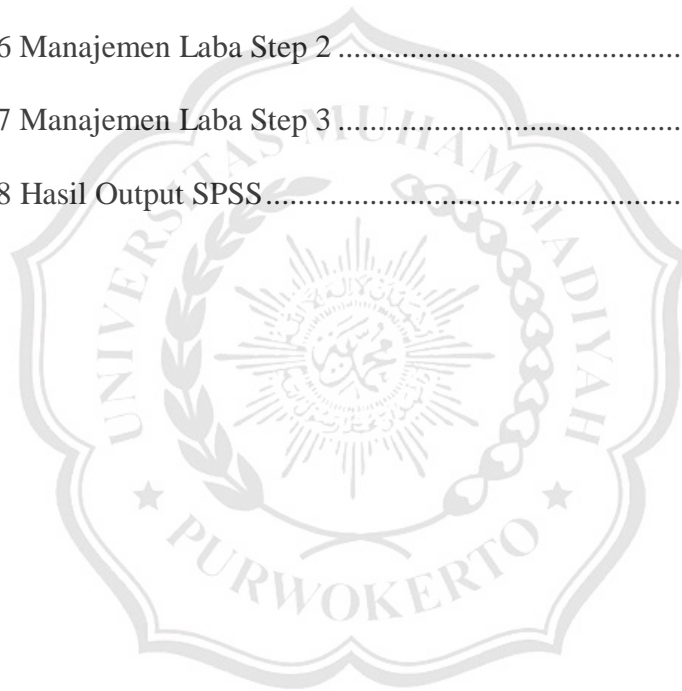 6 Manajemen Laba Step 2 ........................................
7 Manajemen Laba Step 3 ........................................
8 Hasil Output SPSS.................................................
UNIVERSITAS MUHAMMADIYAH
PURWOKERTO